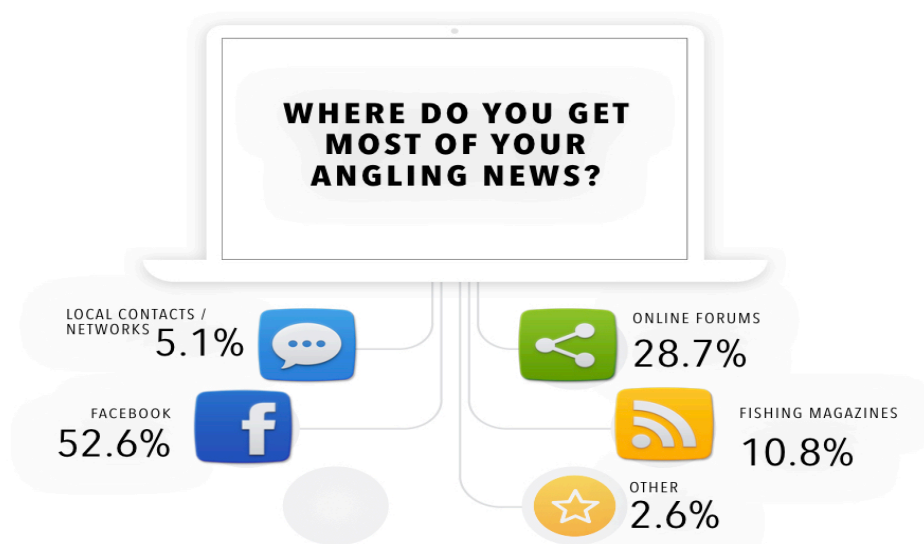 WHERE DO YOU GET
MOST OF YOUR
ANGLING NEWS?
LOCAL CONTACTS /
NETWORKS
5.1%
ONLINE FORUMS
28.7%
FACEBOOK
52.6%
FISHING MAGAZINES
10.8%
OTHER
2.6%